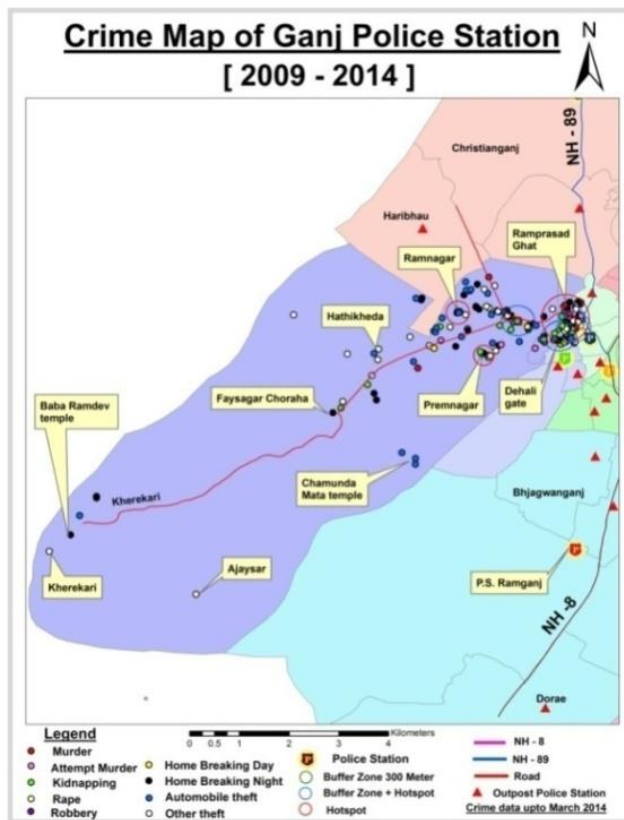 Crime Map of Ganj Police Station
[ 2009 - 2014 ]
N
NH - 89
Christianganj
Haribhau
Ramprasad
Ghat
Ramnagar
Hathikheda
Baba Ramdev
temple
Faysagar Choraha
Premnagar
Dehali
gate
Kherekari
Chamunda
Mata temple
Bhjagwanganj
Kherekari
Ajaysar
P.S. Ramganj
NH -8
Dorae
Legend
Murder
Attempt Murder
Kidnapping
Rape
Robbery
Home Breaking Day
Home Breaking Night
Automobile theft
Other theft
0 0.5 1 2 3 4
Kilometers
Police Station
Buffer Zone 300 Meter
Buffer Zone + Hotspot
Hotspot
NH - 8
NH - 89
Road
Outpost Police Station
Crime data upto March 2014